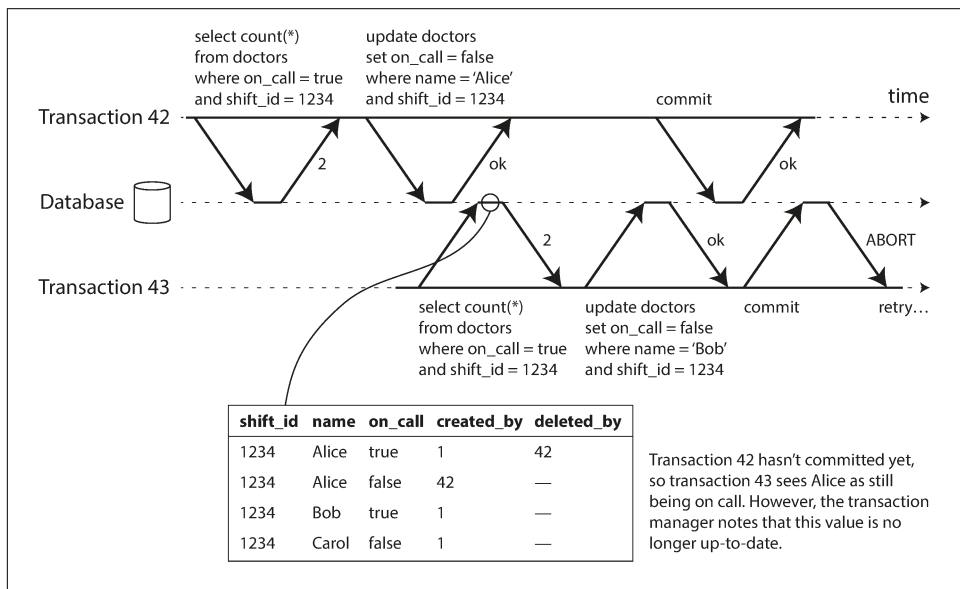 select count(*)
from doctors
where on_call = true
and shift_id = 1234
update doctors
set on_call = false
where name = ‘Alice’
and shift_id = 1234
commit
time
Transaction 42
2
ok
ok
Database
2
ok
ABORT
Transaction 43
select count(*)
from doctors
where on_call = true
and shift_id = 1234
update doctors
set on_call = false
where name = ‘Bob’
and shift_id = 1234
commit
retry…
shift_id name on_call created_by deleted_by
1234 Alice true 1 42
1234 Alice false 42 —
1234 Bob true 1 —
1234 Carol false 1 —
Transaction 42 hasn’t committed yet,
so transaction 43 sees Alice as still
being on call. However, the transaction
manager notes that this value is no
longer up-to-date.